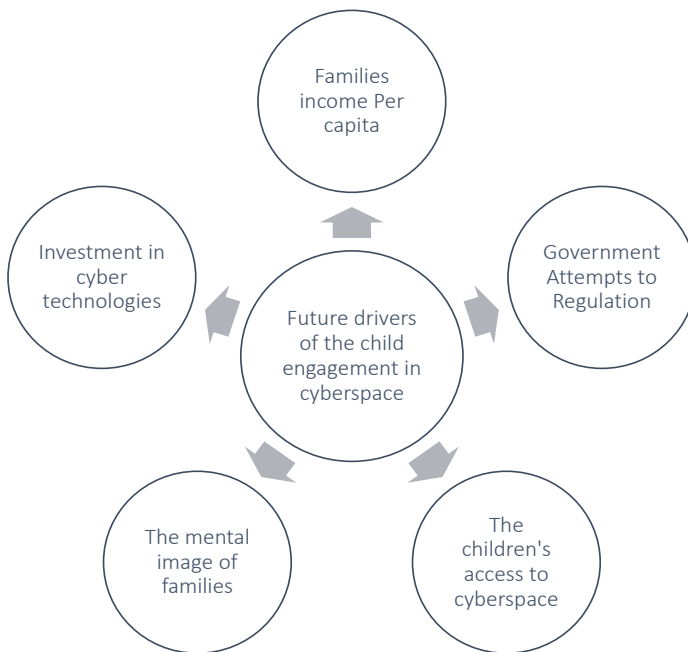 Families
income Per
capita
Investment in
cyber
technologies
Government
Attempts to
Regulation
Future drivers
of the child
engagement in
cyberspace
The mental
image of
families
The
children's
access to
cyberspace